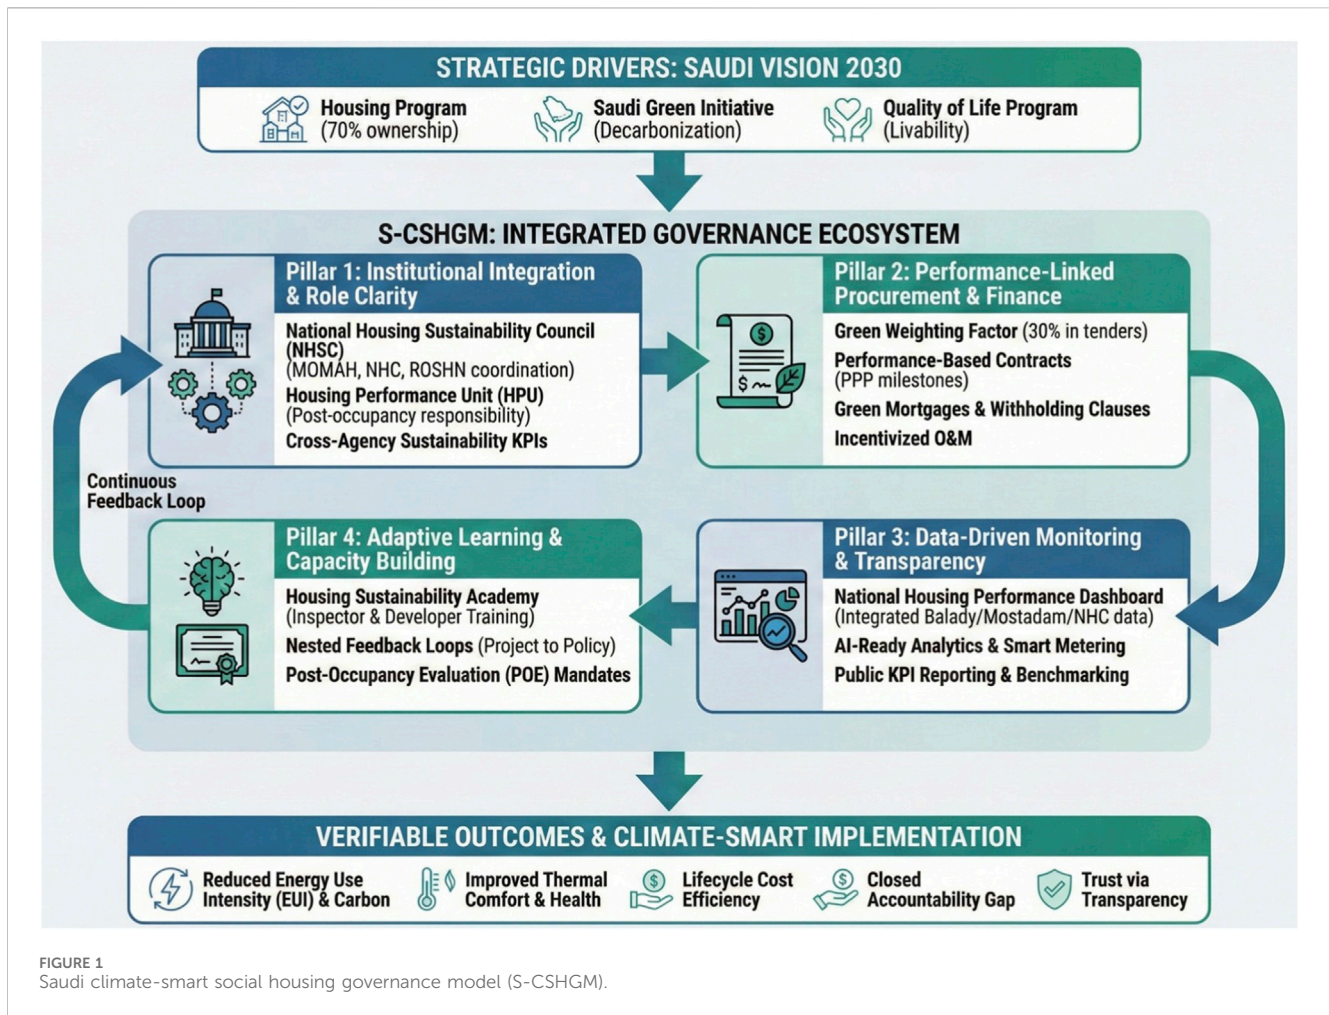 STRATEGIC DRIVERS: SAUDI VISION 2030
Housing Program
(70% ownership)
Saudi Green Initiative
(Decarbonization)
Quality of Life Program
(Livability)
S-CSHGM: INTEGRATED GOVERNANCE ECOSYSTEM
Pillar 1: Institutional Integration
& Role Clarity
National Housing Sustainability Council
(NHSC)
(MOMAH, NHC, ROSHN coordination)
Housing Performance Unit (HPU)
(Post-occupancy responsibility)
Cross-Agency Sustainability KPIs
Pillar 2: Performance-Linked
Procurement & Finance
Green Weighting Factor (30% in tenders)
Performance-Based Contracts
(PPP milestones)
Green Mortgages & Withholding Clauses
Incentivized O&M
Continuous
Feedback Loop
Pillar 4: Adaptive Learning &
Capacity Building
Housing Sustainability Academy
(Inspector & Developer Training)
Nested Feedback Loops (Project to Policy)
Post-Occupancy Evaluation (POE) Mandates
Pillar 3: Data-Driven Monitoring
& Transparency
National Housing Performance Dashboard
(Integrated Balady/Mostadam/NHC data)
AI-Ready Analytics & Smart Metering
Public KPI Reporting & Benchmarking
VERIFIABLE OUTCOMES & CLIMATE-SMART IMPLEMENTATION
Reduced Energy Use
Intensity (EUI) & Carbon
Improved Thermal
Comfort & Health
Lifecycle Cost
Efficiency
Closed
Accountability Gap
Trust via
Transparency
FIGURE 1
Saudi climate-smart social housing governance model (S-CSHGM).